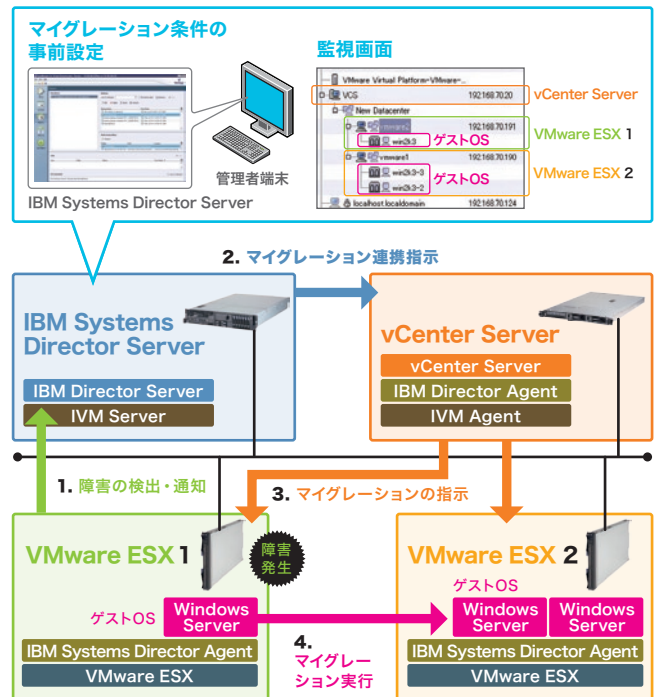 マイグレーション条件の
事前設定
管理者端末
IBM Systems Director Server
監視画面
VMware Virtual Platform-VMware-...
VCS 192.168.70.20
vCenter Server
New Datacenter
vmware2 192.168.70.191
VMware ESX 1
win2k3
ゲストOS
vmware1 192.168.70.190
VMware ESX 2
win2k3-3
ゲストOS
win2k3-2
localhost.localdomain 192.168.70.124
2. マイグレーション連携指示
IBM Systems
Director Server
IBM Director Server
IVM Server
vCenter Server
vCenter Server
IBM Director Agent
IVM Agent
1. 障害の検出・通知
3. マイグレーションの指示
VMware ESX 1
障害
発生
ゲストOS
Windows
Server
IBM Systems Director Agent
VMware ESX
4.
マイグレー
ション実行
VMware ESX 2
ゲストOS
Windows
Server
Windows
Server
IBM Systems Director Agent
VMware ESX